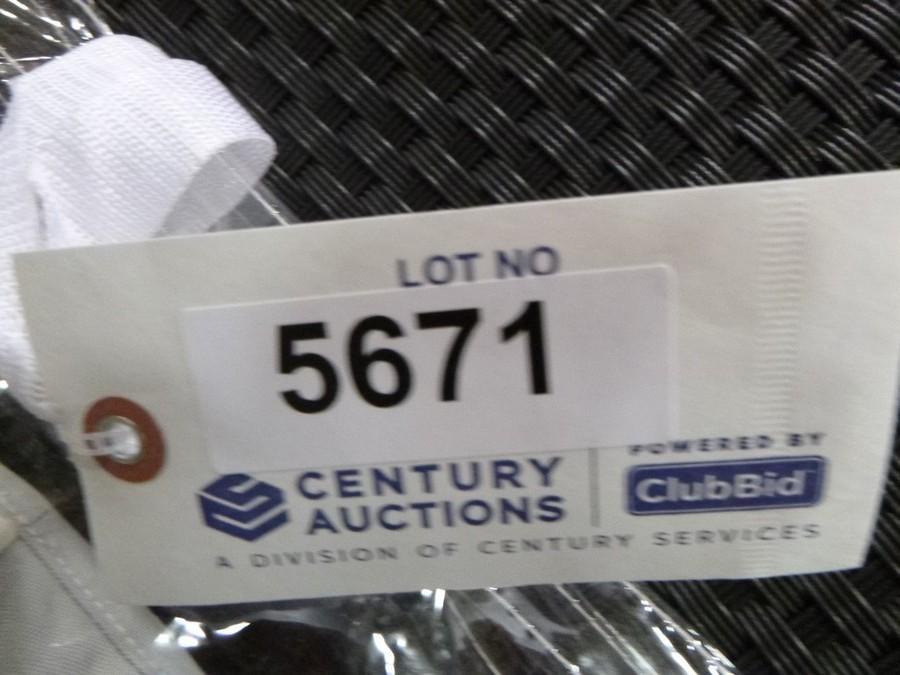 LOT NO
5671
CENTURY
AUCTIONS
POWERED BY
ClubBid
A DIVISION OF CENTURY SERVICES